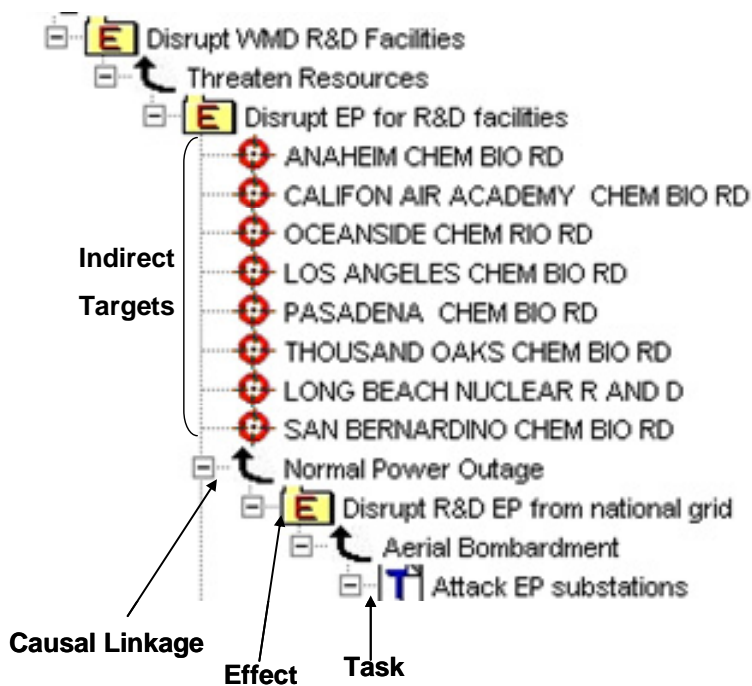 E Disrupt WMD R&D Facilities
Threaten Resources
E Disrupt EP for R&D facilities
ANAHEIM CHEM BIO RD
CALIFON AIR ACADEMY CHEM BIO RD
OCEANSIDE CHEM RIO RD
Indirect
Targets
LOS ANGELES CHEM BIO RD
PASADENA CHEM BIO RD
THOUSAND OAKS CHEM BIO RD
LONG BEACH NUCLEAR R AND D
SAN BERNARDINO CHEM BIO RD
Normal Power Outage
E Disrupt R&D EP from national grid
Aerial Bombardment
T Attack EP substations
Causal Linkage
Effect
Task